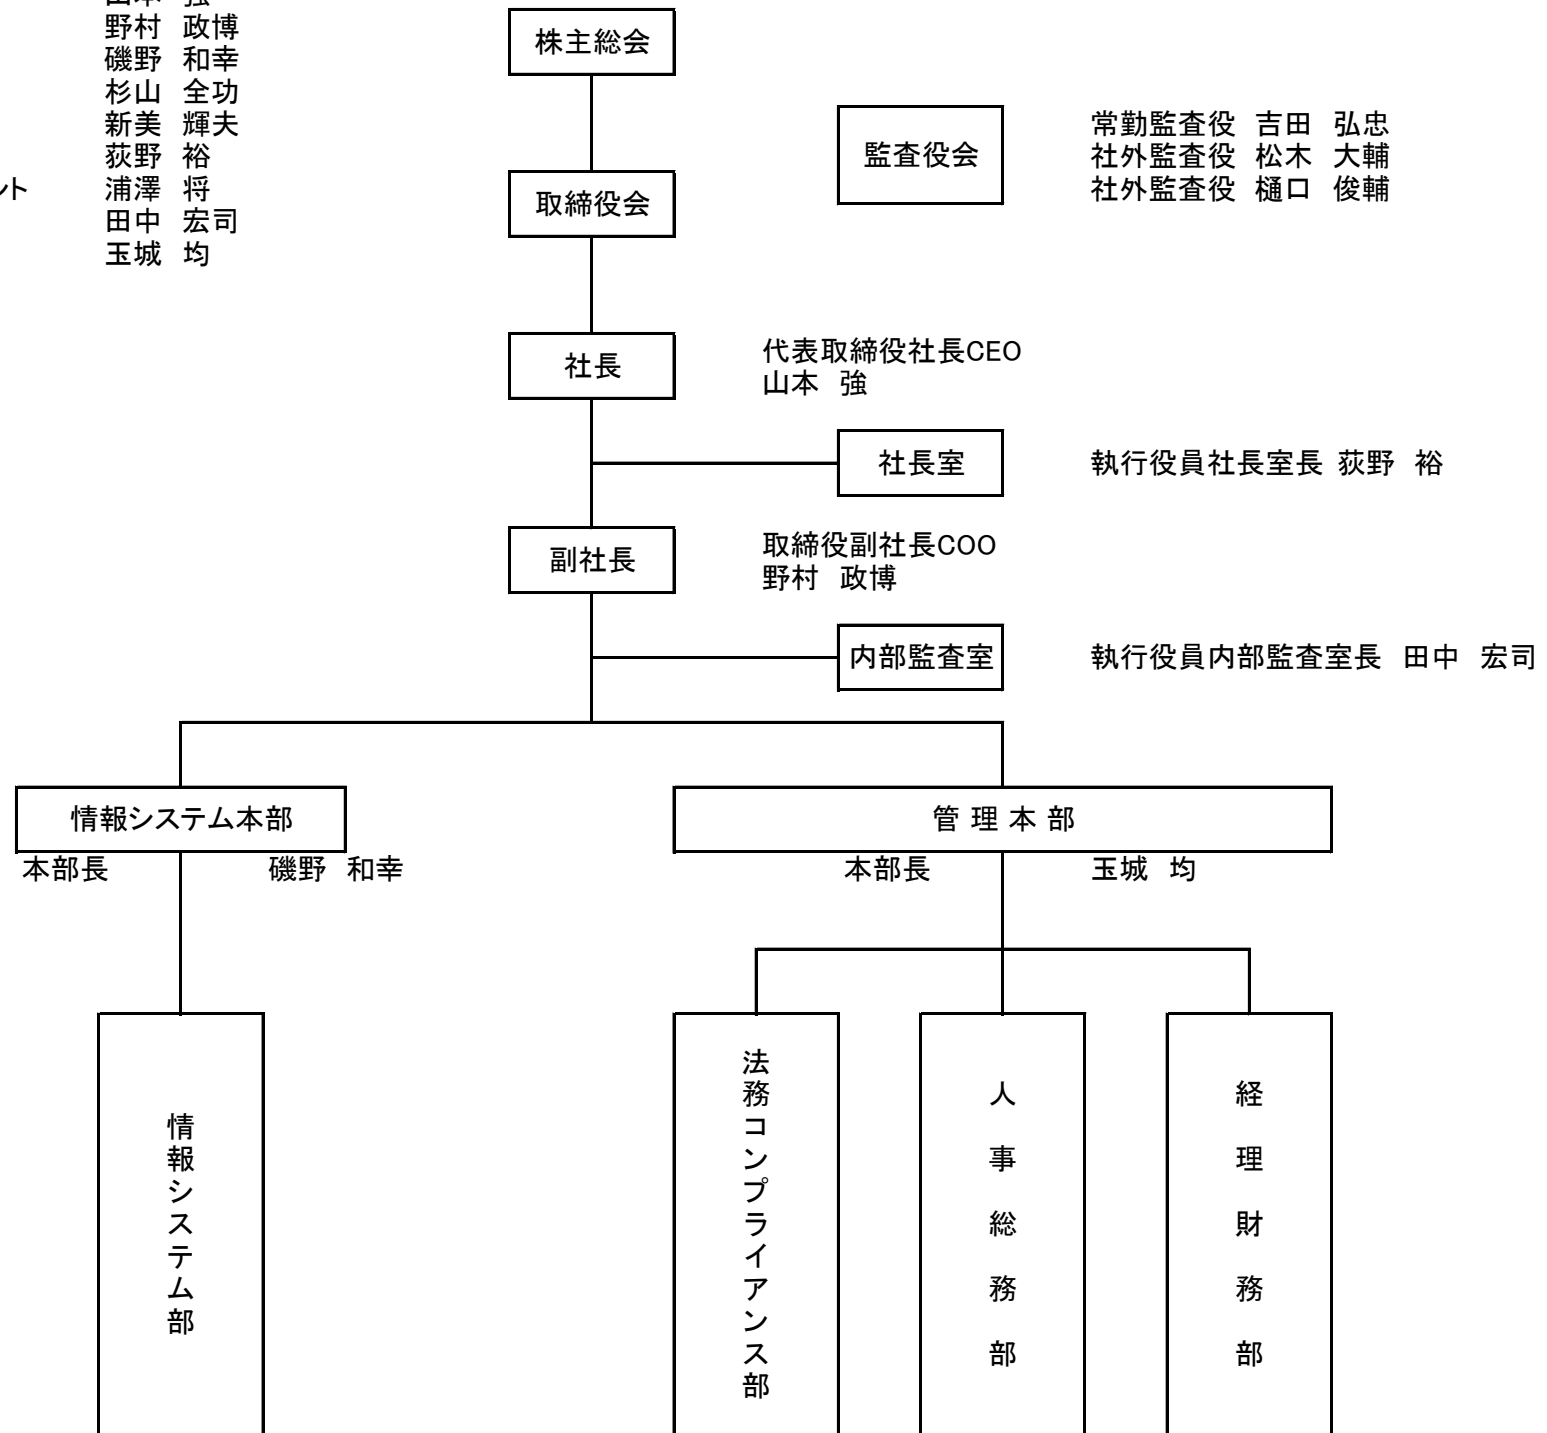 山本 強
野村 政博
磯野 和幸
杉山 全功
新美 輝夫
荻野 裕
ント 浦澤 将
田中 宏司
玉城 均
株主総会
監査役会
常勤監査役 吉田 弘忠
社外監査役 松木 大輔
社外監査役 樋口 俊輔
取締役会
社長
代表取締役社長CEO
山本 強
社長室
執行役員社長室長 荻野 裕
副社長
取締役副社長COO
野村 政博
内部監査室
執行役員内部監査室長 田中 宏司
情報システム本部
本部長 磯野 和幸
管理本部
本部長 玉城 均
情報システム部
法務コンプライアンス部
人事総務部
経理財務部